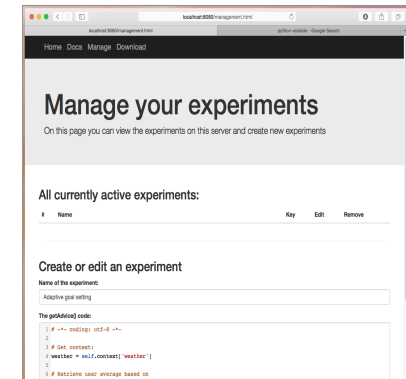 localhost:8080/management.html
localhost:8080/management.html
python variable - Google Search
Home Docs Manage Download
Manage your experiments
On this page you can view the experiments on this server and create new experiments
All currently active experiments:
# Name Key Edit Remove
Create or edit an experiment
Name of the experiment:
Adaptive goal setting
The getAdvice() code:
1 # -*- coding: utf-8 -*-
2
3 # Get context:
4 weather = self.context['weather']
5
6 # Retrieve user average based on